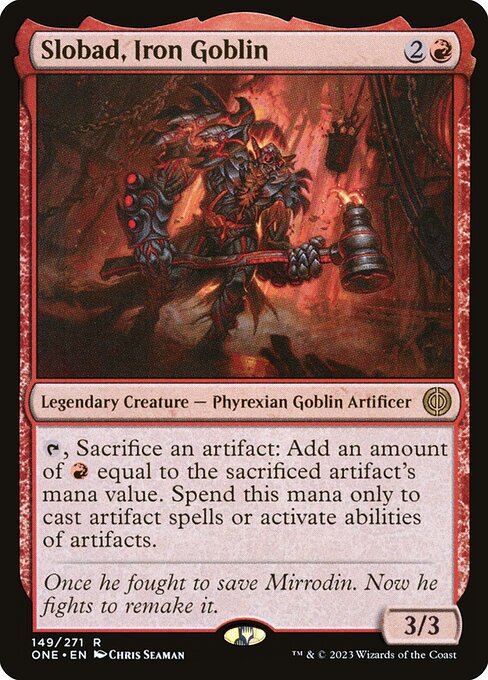 Slobad, Iron Goblin 2
Legendary Creature — Phyrexian Goblin Artificer
, Sacrifice an artifact: Add an amount
of equal to the sacrificed artifact's
mana value. Spend this mana only to
cast artifact spells or activate abilities
of artifacts.
Once he fought to save Mirrodin. Now he
fights to remake it.
3/3
149/271 R
ONE • EN Chris Seaman
™ & © 2023 Wizards of the Coast